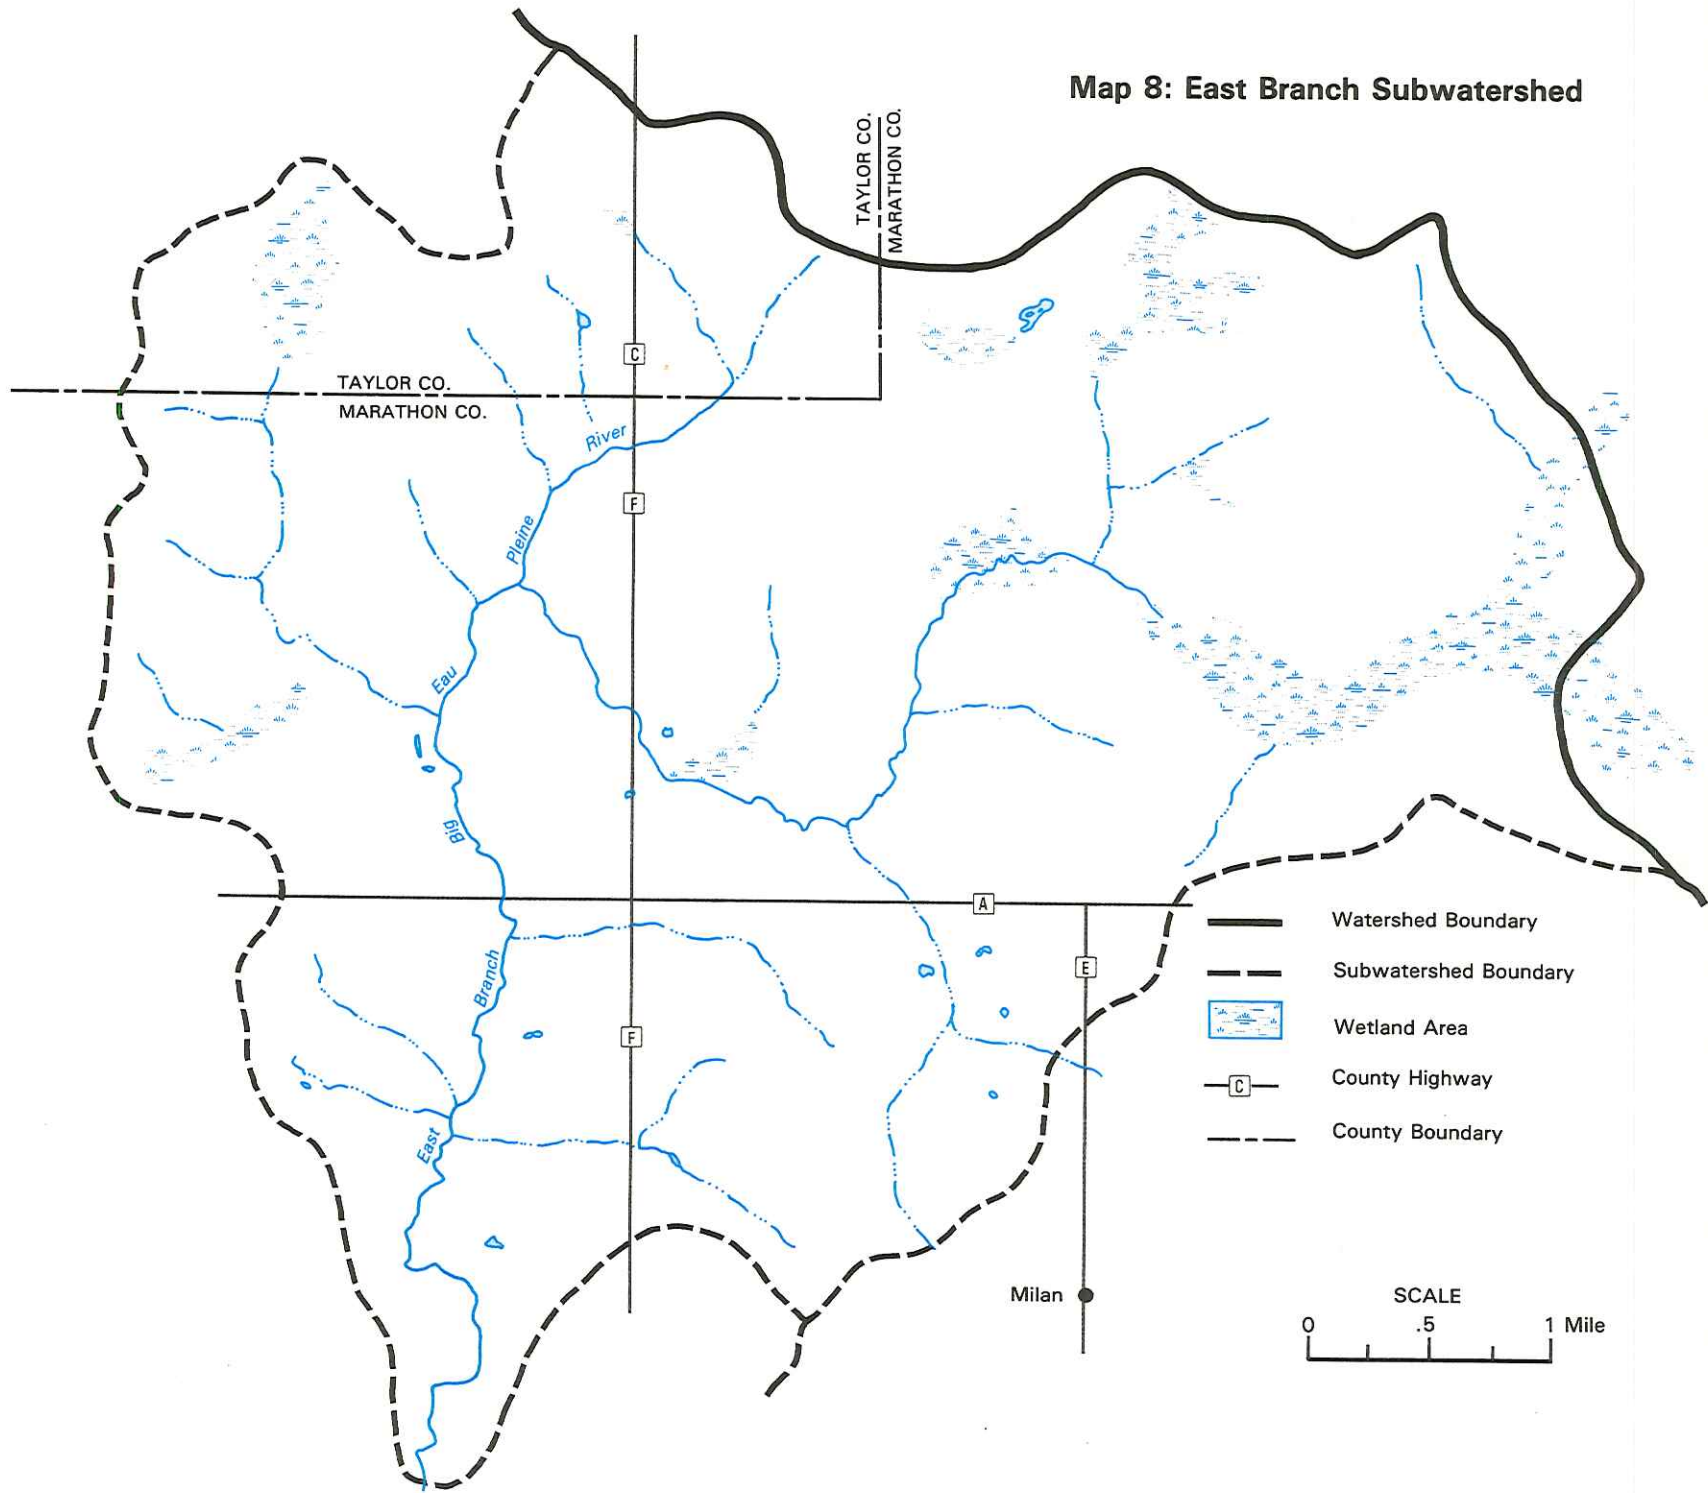 Map 8: East Branch Subwatershed
TAYLOR CO.
MARATHON CO.
C
TAYLOR CO.
MARATHON CO.
River
F
Pleine
Eau
Big
A
Branch
E
F
East
Watershed Boundary
Subwatershed Boundary
Wetland Area
C County Highway
County Boundary
Milan
SCALE
0 .5 1 Mile